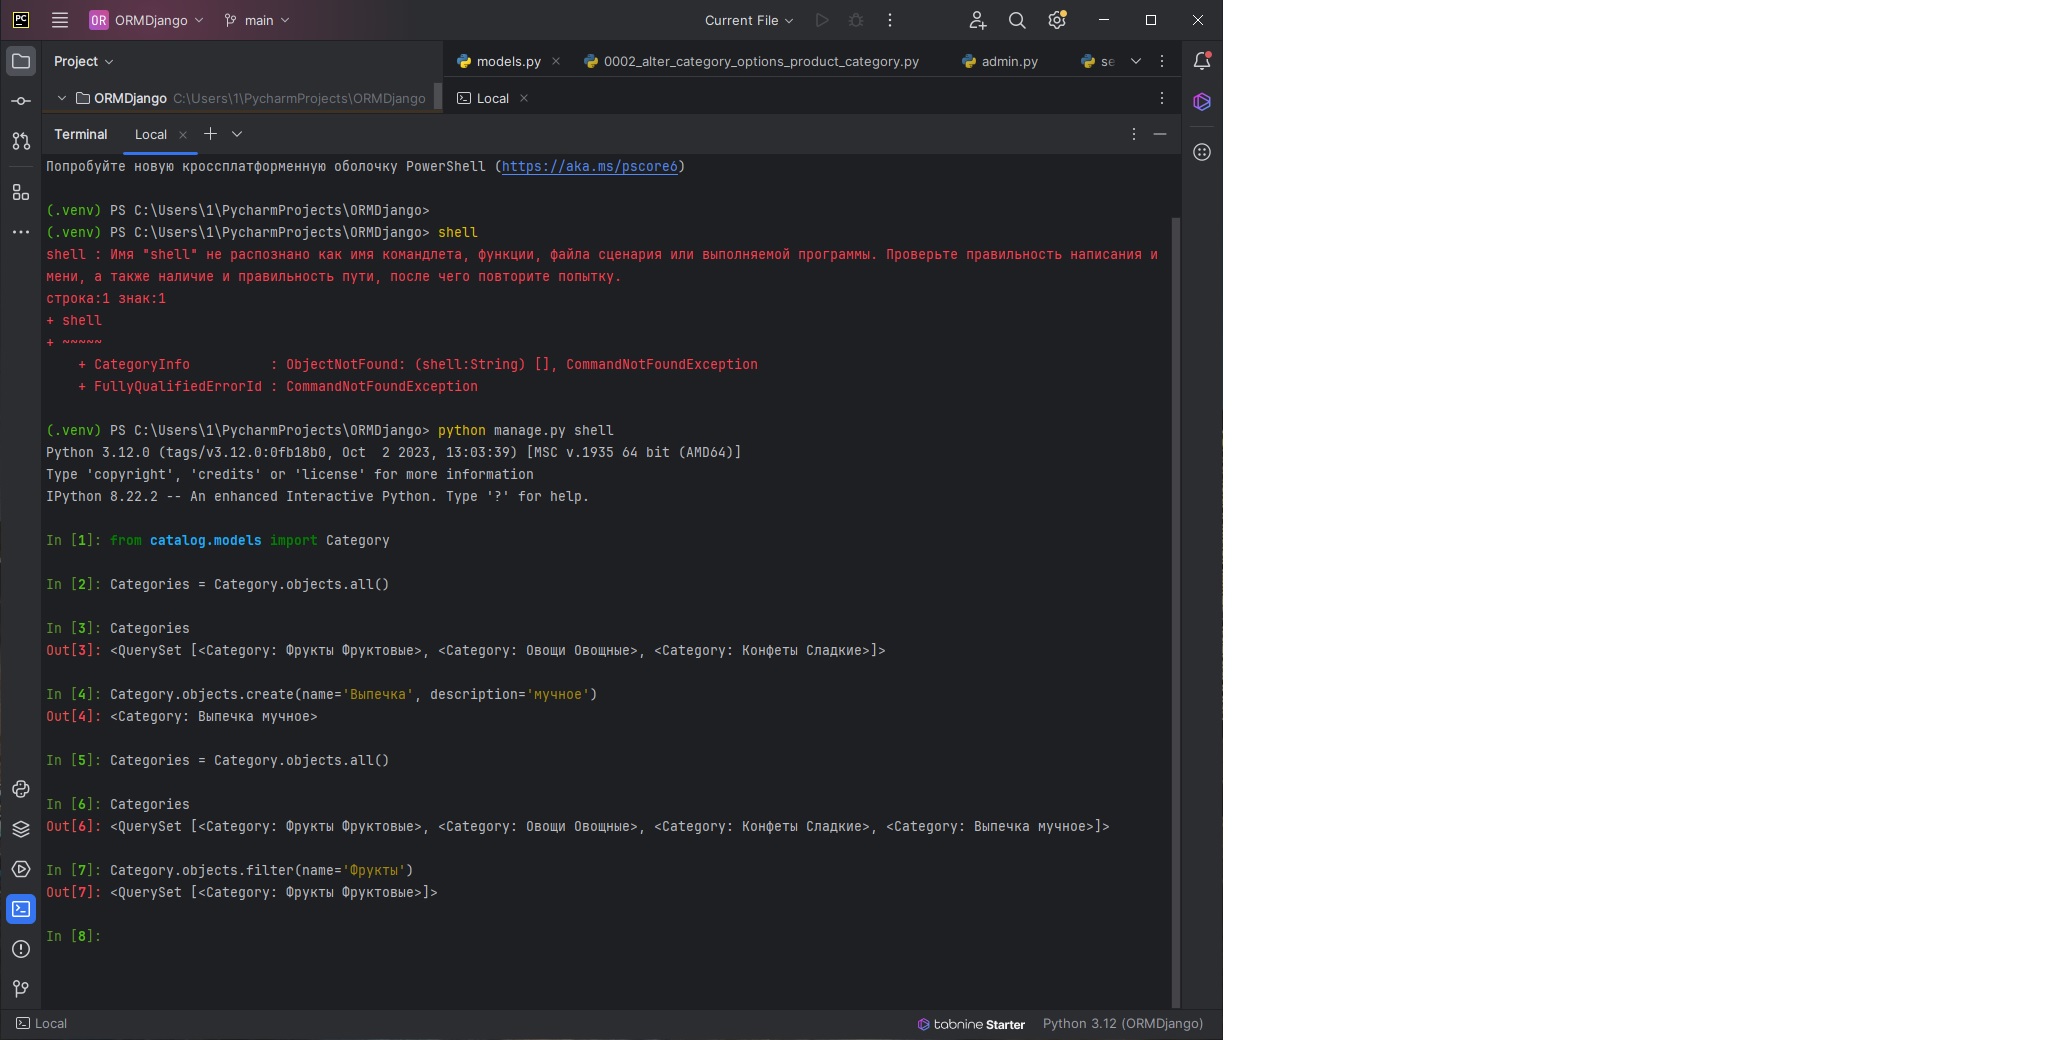 PC OR ORMDjango main Current File
Project models.py 0002_alter_category_options_product_category.py admin.py se
ORMDjango C:\Users\1\PycharmProjects\ORMDjango Local
Terminal Local
Попробуйте новую кроссплатформенную оболочку PowerShell (https://aka.ms/pscore6)
(.venv) PS C:\Users\1\PycharmProjects\ORMDjango>
(.venv) PS C:\Users\1\PycharmProjects\ORMDjango> shell
shell : Имя "shell" не распознано как имя командлета, функции, файла сценария или выполняемой программы. Проверьте правильность написания и
мени, а также наличие и правильность пути, после чего повторите попытку.
строка:1 знак:1
+ shell
+ ~~~~~
    + CategoryInfo          : ObjectNotFound: (shell:String) [], CommandNotFoundException
    + FullyQualifiedErrorId : CommandNotFoundException
(.venv) PS C:\Users\1\PycharmProjects\ORMDjango> python manage.py shell
Python 3.12.0 (tags/v3.12.0:0fb18b0, Oct  2 2023, 13:03:39) [MSC v.1935 64 bit (AMD64)]
Type 'copyright', 'credits' or 'license' for more information
IPython 8.22.2 -- An enhanced Interactive Python. Type '?' for help.
In [1]: from catalog.models import Category
In [2]: Categories = Category.objects.all()
In [3]: Categories
Out[3]: <QuerySet [<Category: Фрукты Фруктовые>, <Category: Овощи Овощные>, <Category: Конфеты Сладкие>]>
In [4]: Category.objects.create(name='Выпечка', description='мучное')
Out[4]: <Category: Выпечка мучное>
In [5]: Categories = Category.objects.all()
In [6]: Categories
Out[6]: <QuerySet [<Category: Фрукты Фруктовые>, <Category: Овощи Овощные>, <Category: Конфеты Сладкие>, <Category: Выпечка мучное>]>
In [7]: Category.objects.filter(name='Фрукты')
Out[7]: <QuerySet [<Category: Фрукты Фруктовые>]>
In [8]:
Local tabnine Starter Python 3.12 (ORMDjango)